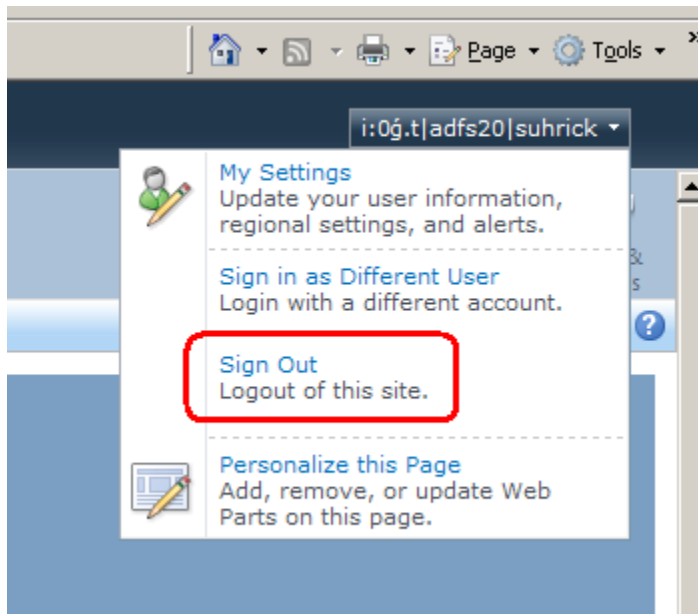 Page Tools »
i:0ǵ.t|adfs20|suhrick
My Settings
Update your user information,
regional settings, and alerts.
&
s
Sign in as Different User
Login with a different account.
?
Sign Out
Logout of this site.
Personalize this Page
Add, remove, or update Web
Parts on this page.